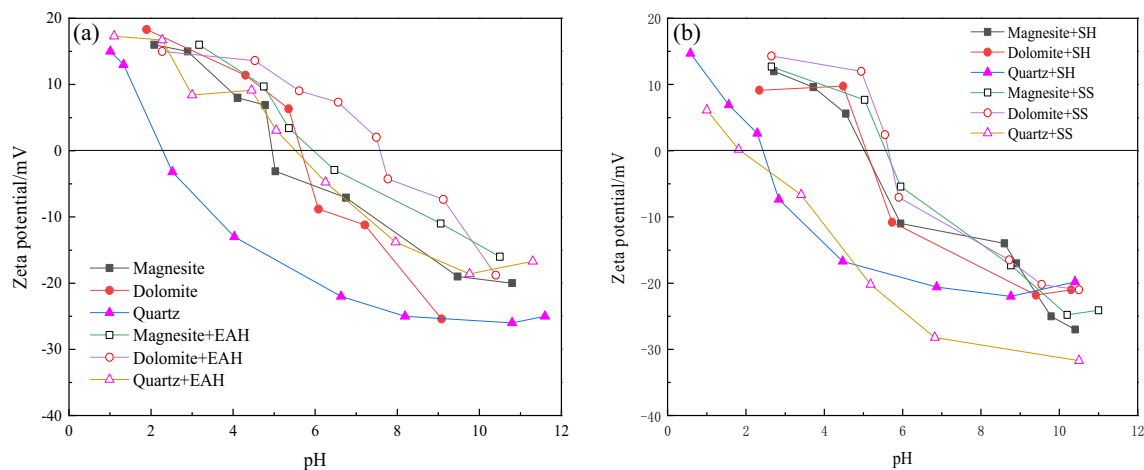 (a)
Zeta potential/mV
20
10
0
-10
-20
-30
-40
Magnesite
Dolomite
Quartz
Magnesite+EAH
Dolomite+EAH
Quartz+EAH
0 2 4 6 8 10 12
pH
(b)
Zeta potential/mV
20
10
0
-10
-20
-30
-40
Magnesite+SH
Dolomite+SH
Quartz+SH
Magnesite+SS
Dolomite+SS
Quartz+SS
0 2 4 6 8 10 12
pH